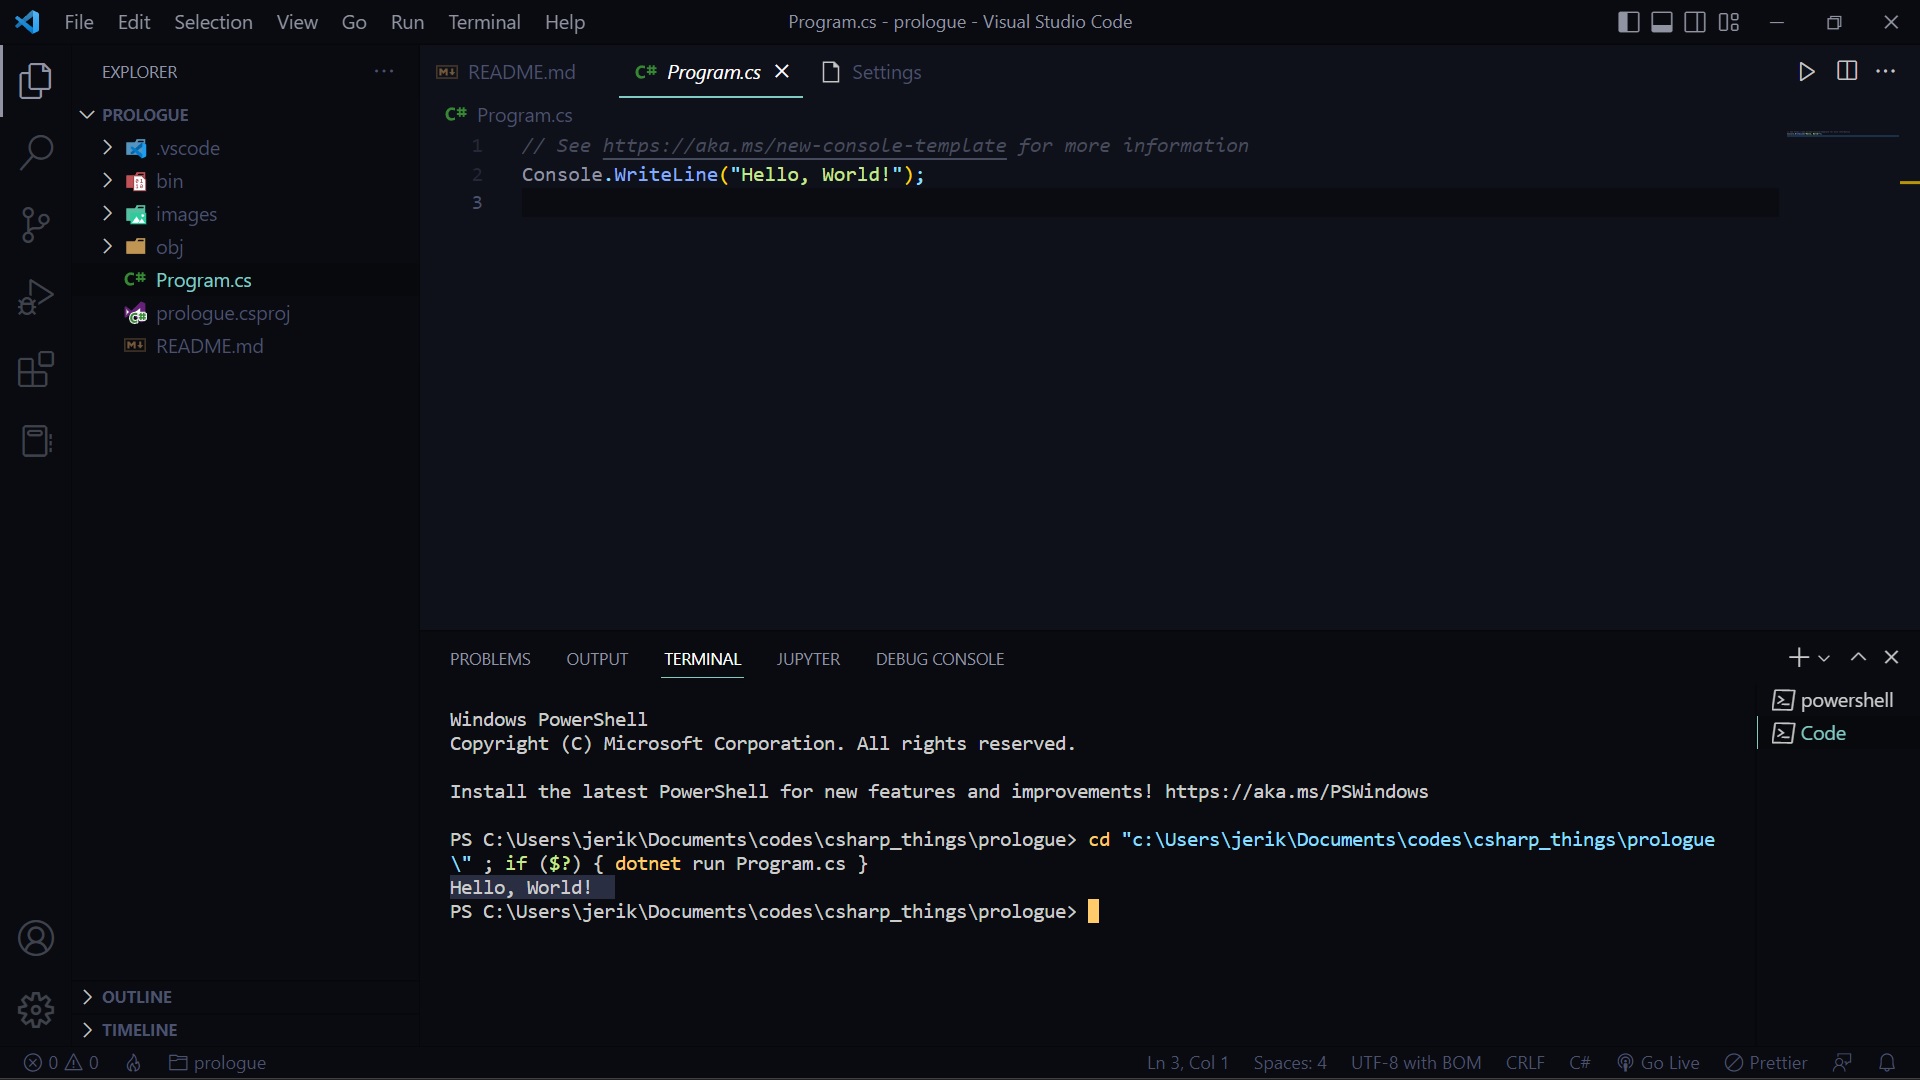 File Edit Selection View Go Run Terminal Help Program.cs - prologue - Visual Studio Code
EXPLORER
PROLOGUE
.vscode
bin
images
obj
C# Program.cs
prologue.csproj
README.md
OUTLINE
TIMELINE
README.md C# Program.cs Settings
C# Program.cs
1 // See https://aka.ms/new-console-template for more information
2 Console.WriteLine("Hello, World!");
3
PROBLEMS OUTPUT TERMINAL JUPYTER DEBUG CONSOLE
Windows PowerShell
Copyright (C) Microsoft Corporation. All rights reserved.
Install the latest PowerShell for new features and improvements! https://aka.ms/PSWindows
PS C:\Users\jerik\Documents\codes\csharp_things\prologue> cd "c:\Users\jerik\Documents\codes\csharp_things\prologue
\" ; if ($?) { dotnet run Program.cs }
Hello, World!
PS C:\Users\jerik\Documents\codes\csharp_things\prologue>
powershell
Code
0 0 prologue Ln 3, Col 1 Spaces: 4 UTF-8 with BOM CRLF C# Go Live Prettier